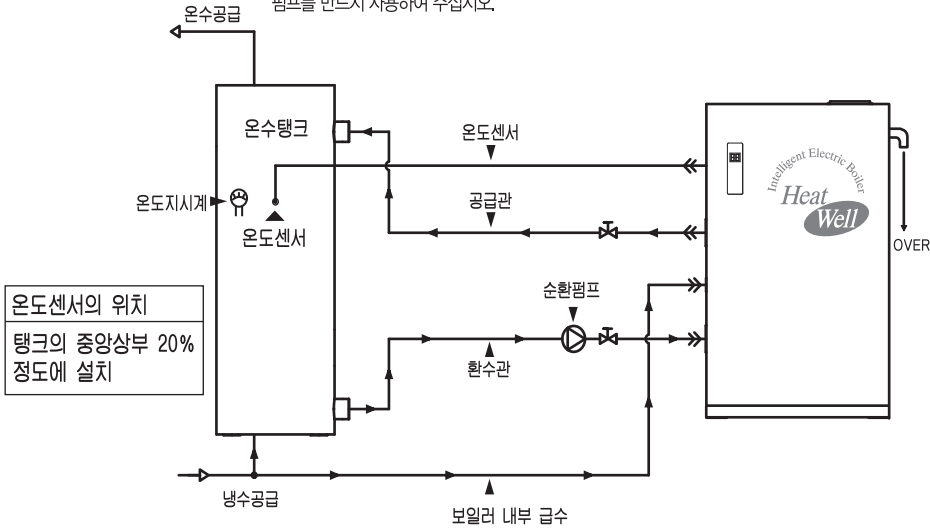 펌프를 반드시 사용하여 주십시오.
온수공급
온수탱크
온도센서
온도지시계
온도센서
공급관
Intelligent Electric Boiler
Heat
Well
OVER
온도센서의 위치
탱크의 중앙상부 20%
정도에 설치
순환펌프
환수관
냉수공급
보일러 내부 급수